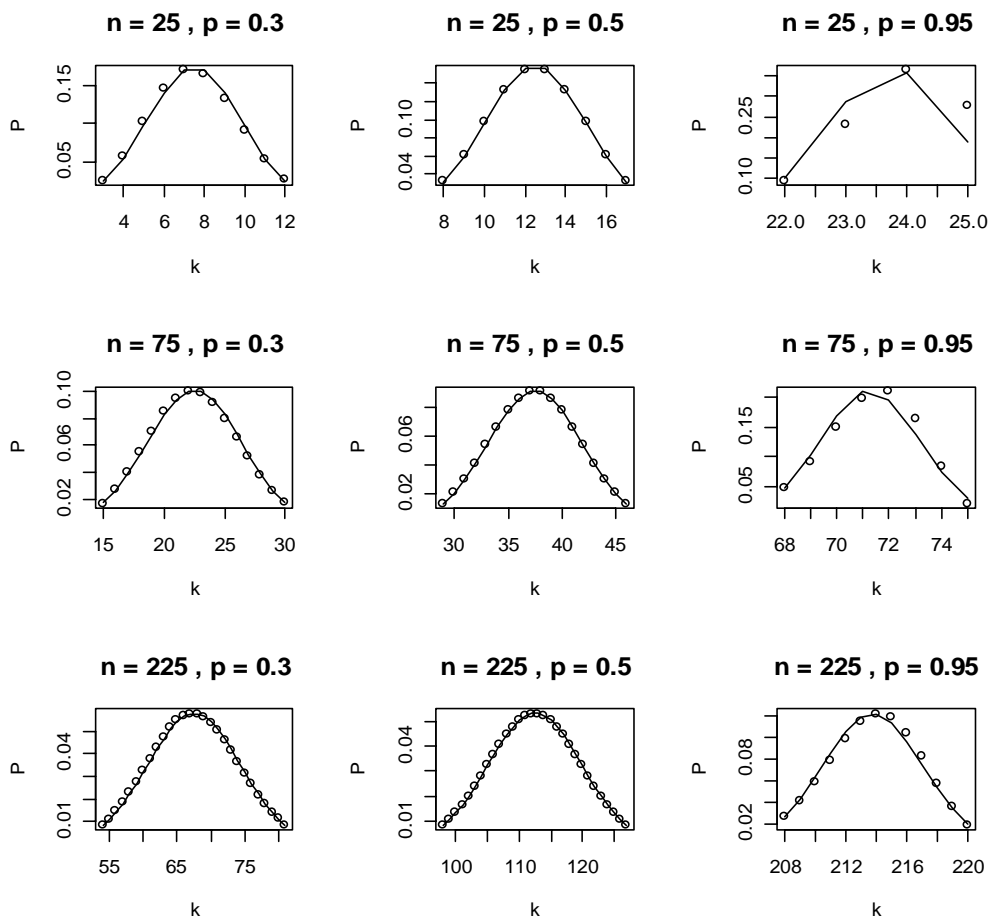 n = 25 , p = 0.3
P
0.05 0.15
4 6 8 10 12
k
n = 25 , p = 0.5
P
0.04 0.10
8 10 12 14 16
k
n = 25 , p = 0.95
P
0.10 0.25
22.0 23.0 24.0 25.0
k
n = 75 , p = 0.3
P
0.02 0.06 0.10
15 20 25 30
k
n = 75 , p = 0.5
P
0.02 0.06
30 35 40 45
k
n = 75 , p = 0.95
P
0.05 0.15
68 70 72 74
k
n = 225 , p = 0.3
P
0.01 0.04
55 65 75
k
n = 225 , p = 0.5
P
0.01 0.04
100 110 120
k
n = 225 , p = 0.95
P
0.02 0.08
208 212 216 220
k